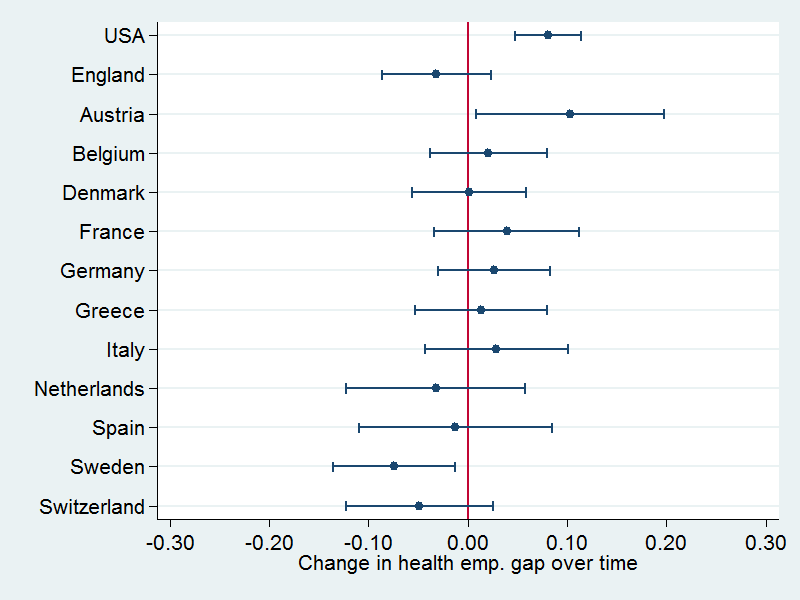 USA
England
Austria
Belgium
Denmark
France
Germany
Greece
Italy
Netherlands
Spain
Sweden
Switzerland
-0.30 -0.20 -0.10 0.00 0.10 0.20 0.30
Change in health emp. gap over time